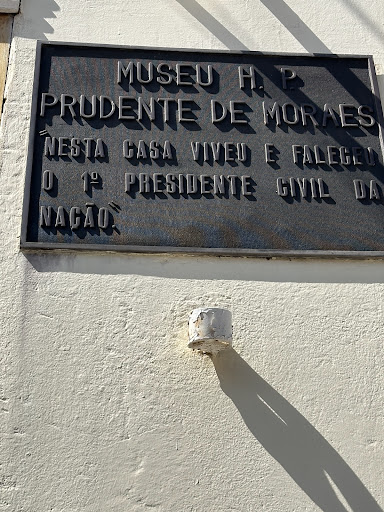 MUSEU H. P.
PRUDENTE DE MORAES
"NESTA CASA VIVEU E FALECEU
O 1º PRESIDENTE CIVIL DA
NAÇÃO."